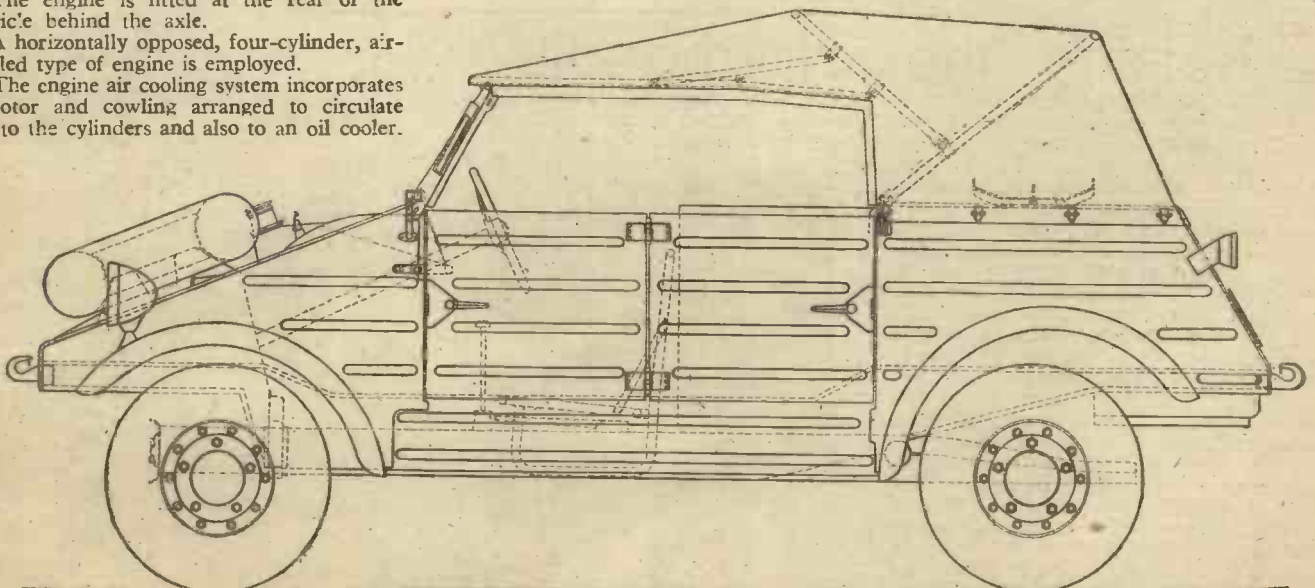 The engine is fitted at the rear of the
icle behind the axle.
A horizontally opposed, four-cylinder, air-
led type of engine is employed.
The engine air cooling system incorporates
otor and cowling arranged to circulate
to the cylinders and also to an oil cooler.